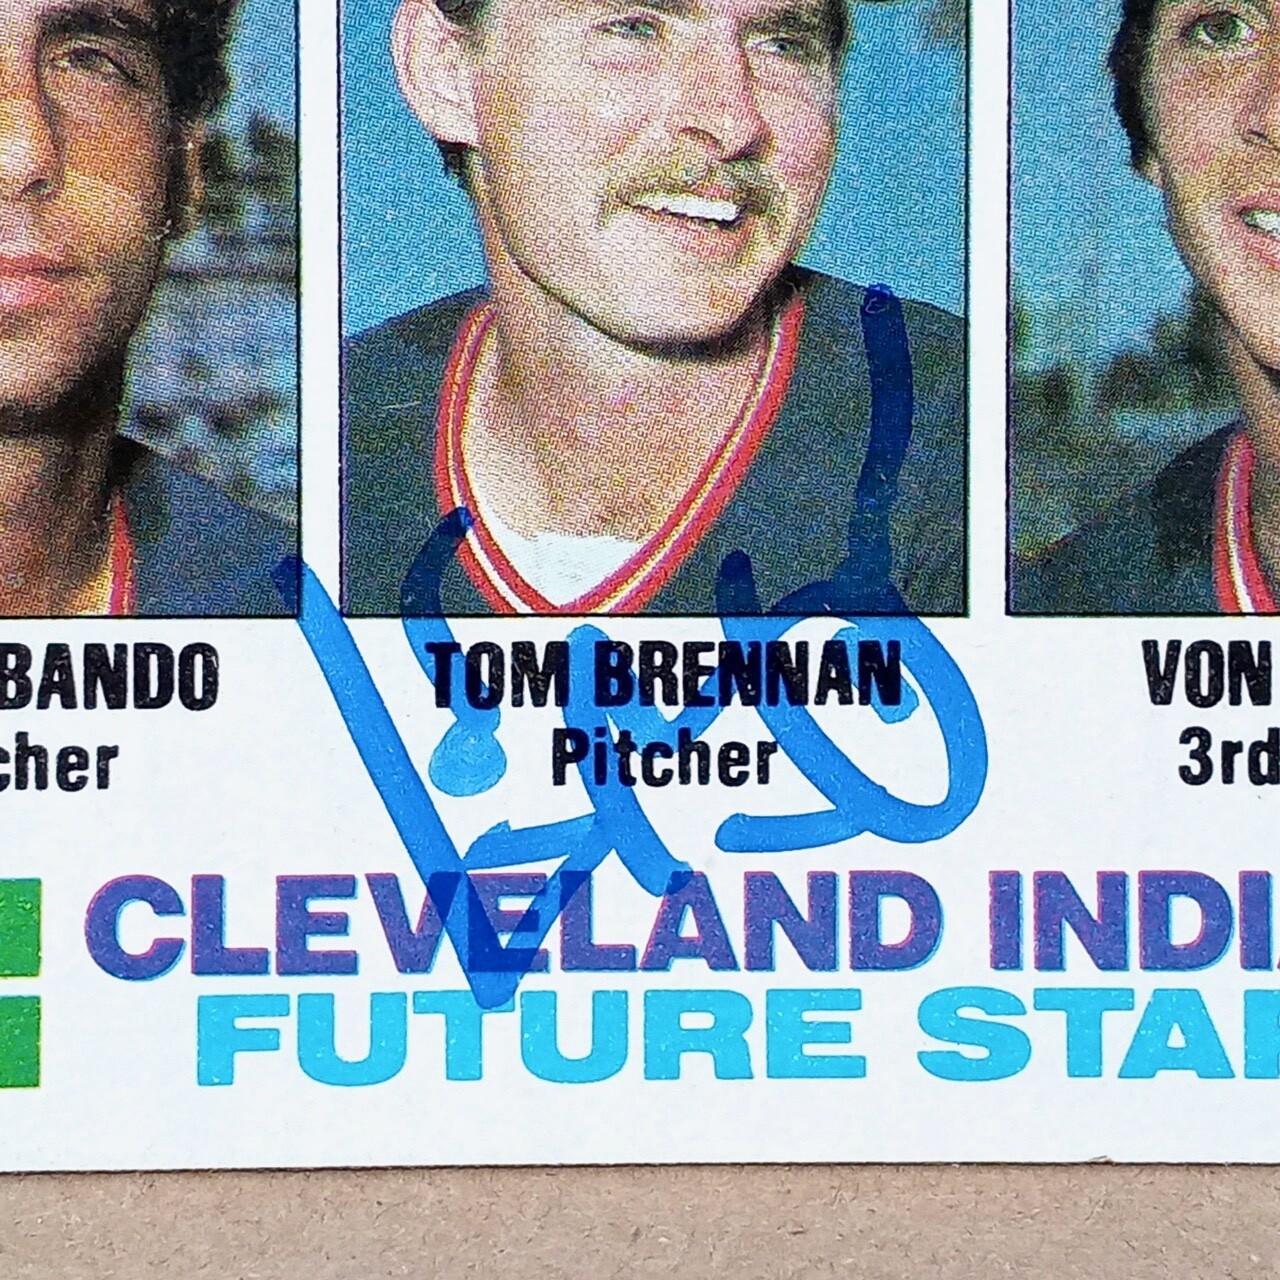 BANDO TOM BRENNAN VON
cher Pitcher 3rd
CLEVELAND INDI
FUTURE STA